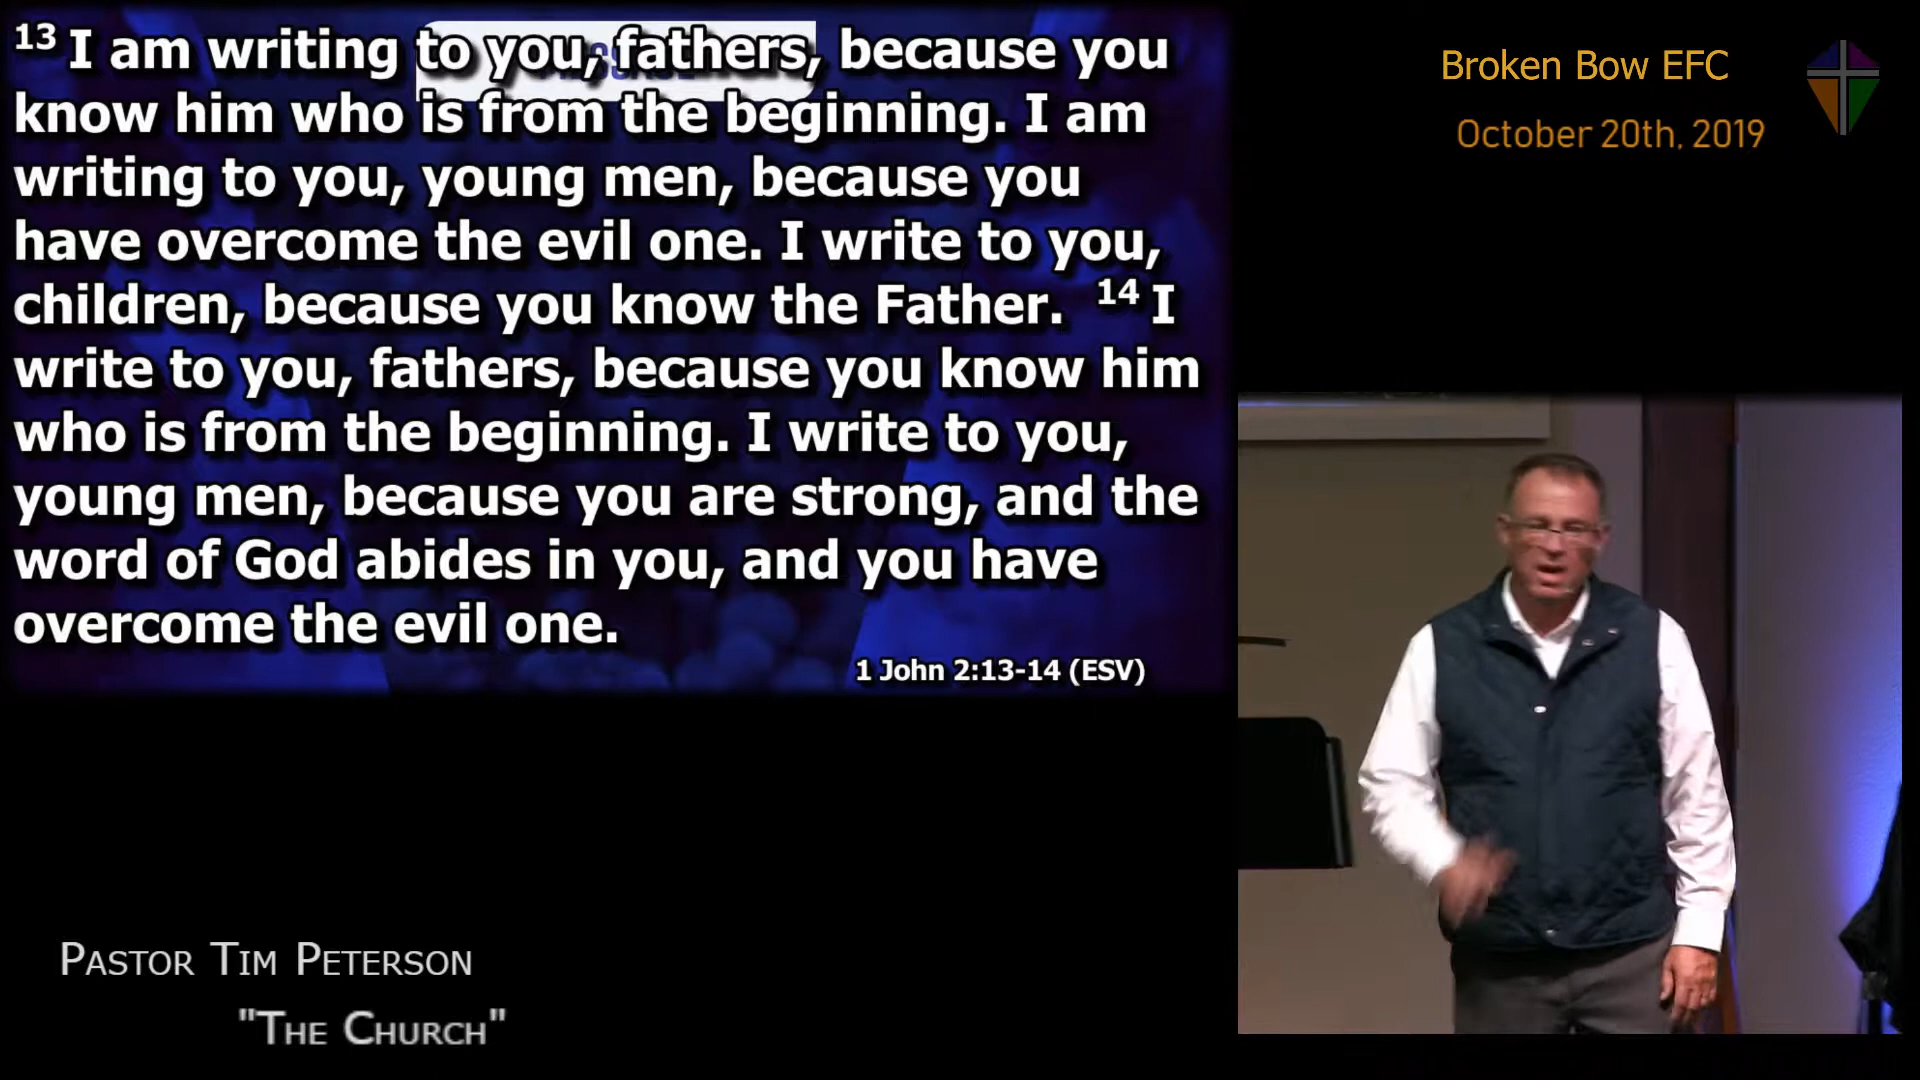 13 I am writing to you, fathers, because you
know him who is from the beginning. I am
writing to you, young men, because you
have overcome the evil one. I write to you,
children, because you know the Father. 14 I
write to you, fathers, because you know him
who is from the beginning. I write to you,
young men, because you are strong, and the
word of God abides in you, and you have
overcome the evil one.
1 John 2:13-14 (ESV)
Broken Bow EFC
October 20th, 2019
Pastor Tim Peterson
"The Church"